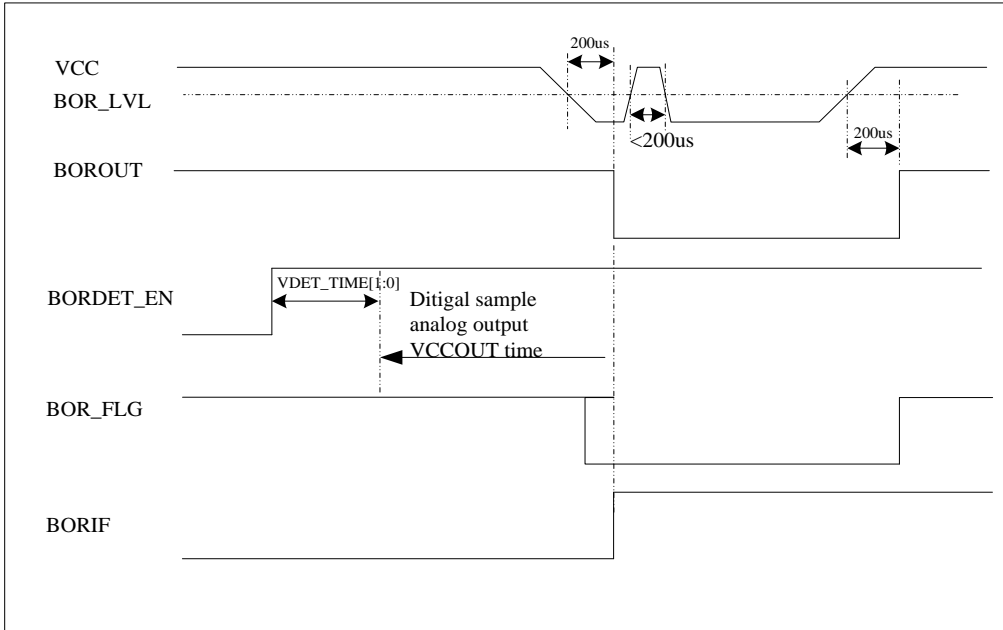 200us
VCC
BOR_LVL
<200us
200us
BOROUT
BORDET_EN
VDET_TIME[1:0]
Ditigal sample
analog output
VCCOUT time
BOR_FLG
BORIF